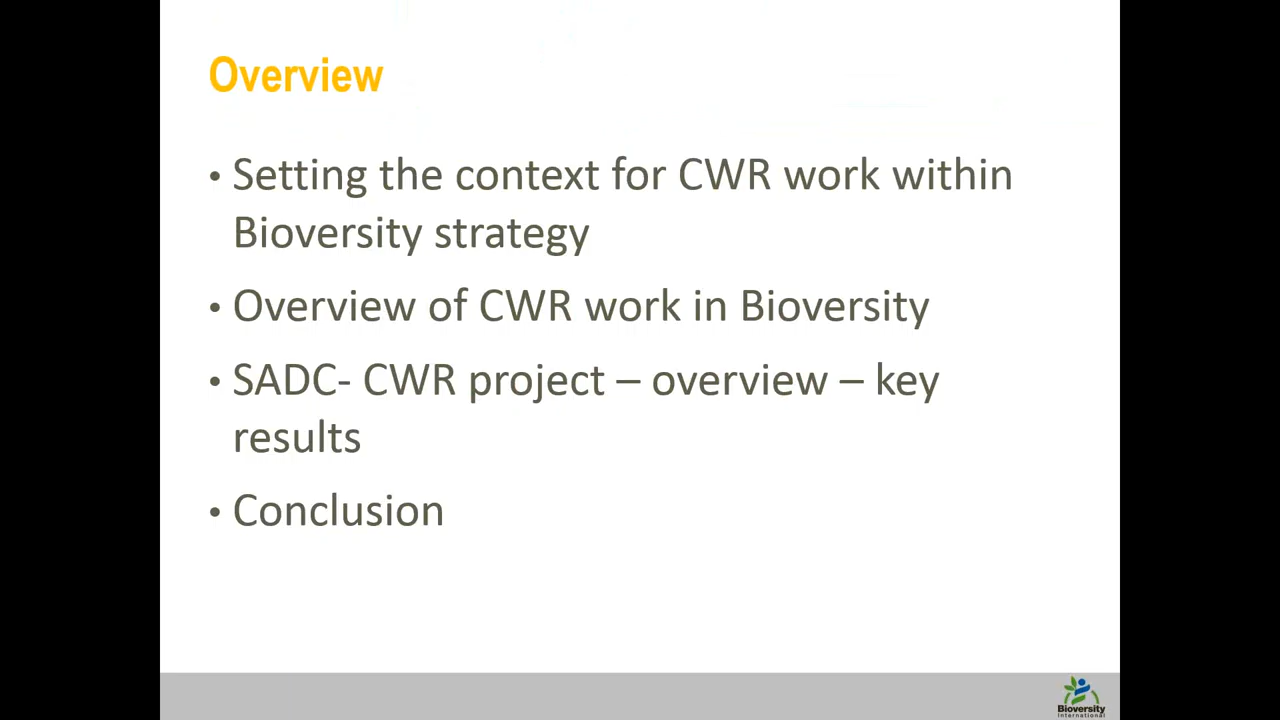 Overview
• Setting the context for CWR work within
Bioversity strategy
• Overview of CWR work in Bioversity
• SADC- CWR project – overview – key
results
• Conclusion
Bioversity
International